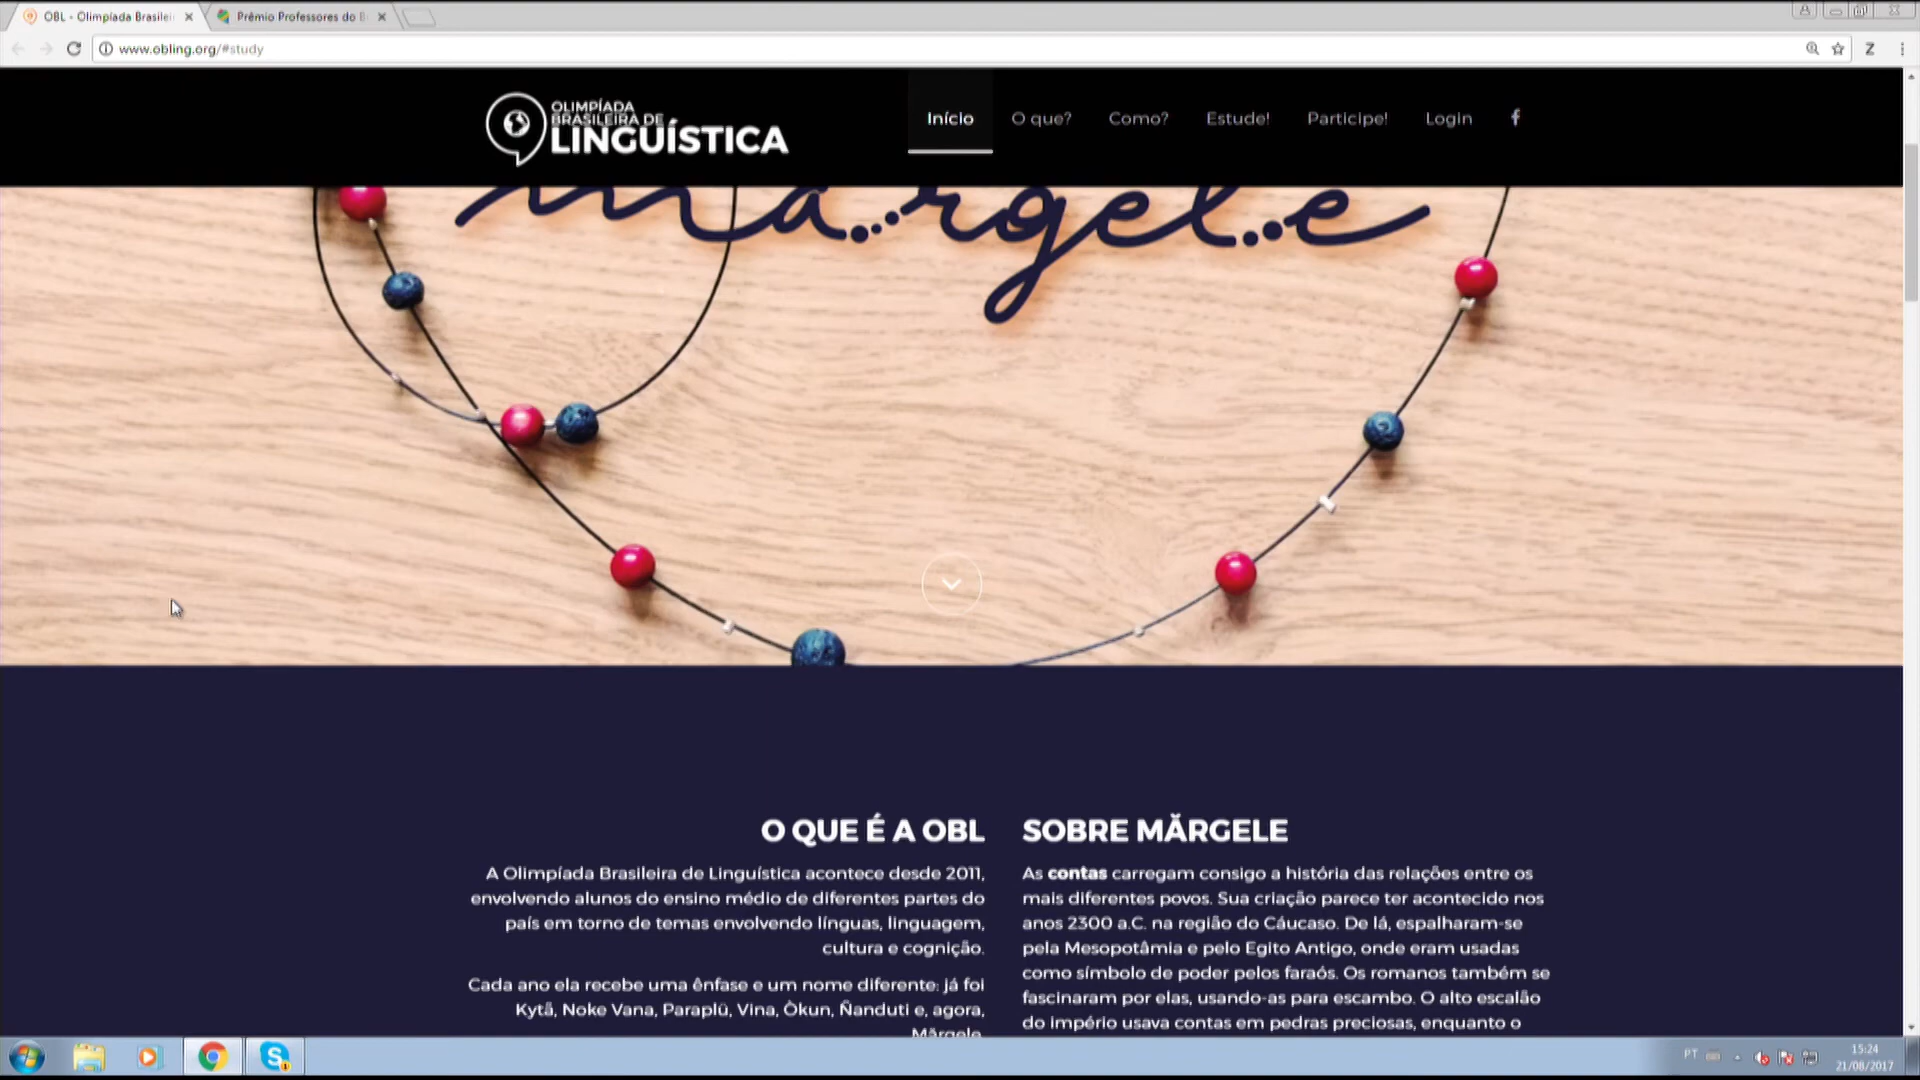 OBL - Olimpíada Brasilei
Prêmio Professores do B
www.obling.org/#study
OLIMPÍADA
BRASILEIRA DE
LINGUÍSTICA
Início O que? Como? Estude! Participe! Login
mărgele
O QUE É A OBL
A Olimpíada Brasileira de Linguística acontece desde 2011,
envolvendo alunos do ensino médio de diferentes partes do
país em torno de temas envolvendo línguas, linguagem,
cultura e cognição.
Cada ano ela recebe uma ênfase e um nome diferente: já foi
Kytã, Noke Vana, Paraplü, Vina, Òkun, Ñanduti e, agora,
Mărgele.
SOBRE MĂRGELE
As contas carregam consigo a história das relações entre os
mais diferentes povos. Sua criação parece ter acontecido nos
anos 2300 a.C. na região do Cáucaso. De lá, espalharam-se
pela Mesopotâmia e pelo Egito Antigo, onde eram usadas
como símbolo de poder pelos faraós. Os romanos também se
fascinaram por elas, usando-as para escambo. O alto escalão
do império usava contas em pedras preciosas, enquanto o
PT
15:24
21/08/2017